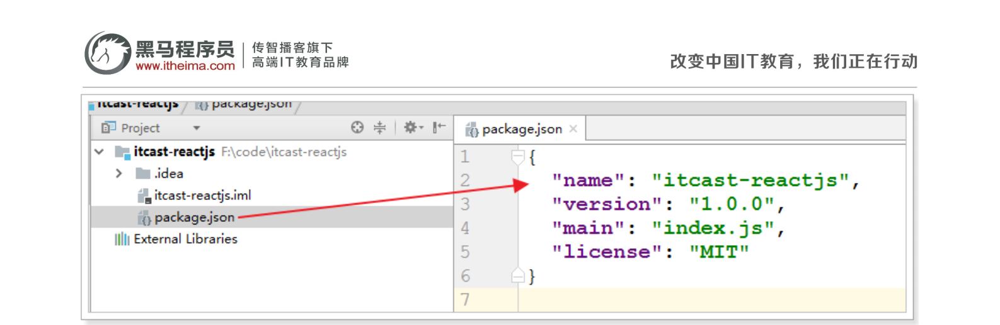 黑马程序员
www.itheima.com
传智播客旗下
高端IT教育品牌
改变中国IT教育，我们正在行动
itcast-reactjs package.json
Project
itcast-reactjs F:\code\itcast-reactjs
.idea
itcast-reactjs.iml
package.json
External Libraries
package.json
1 {
2 "name": "itcast-reactjs",
3 "version": "1.0.0",
4 "main": "index.js",
5 "license": "MIT"
6 }
7